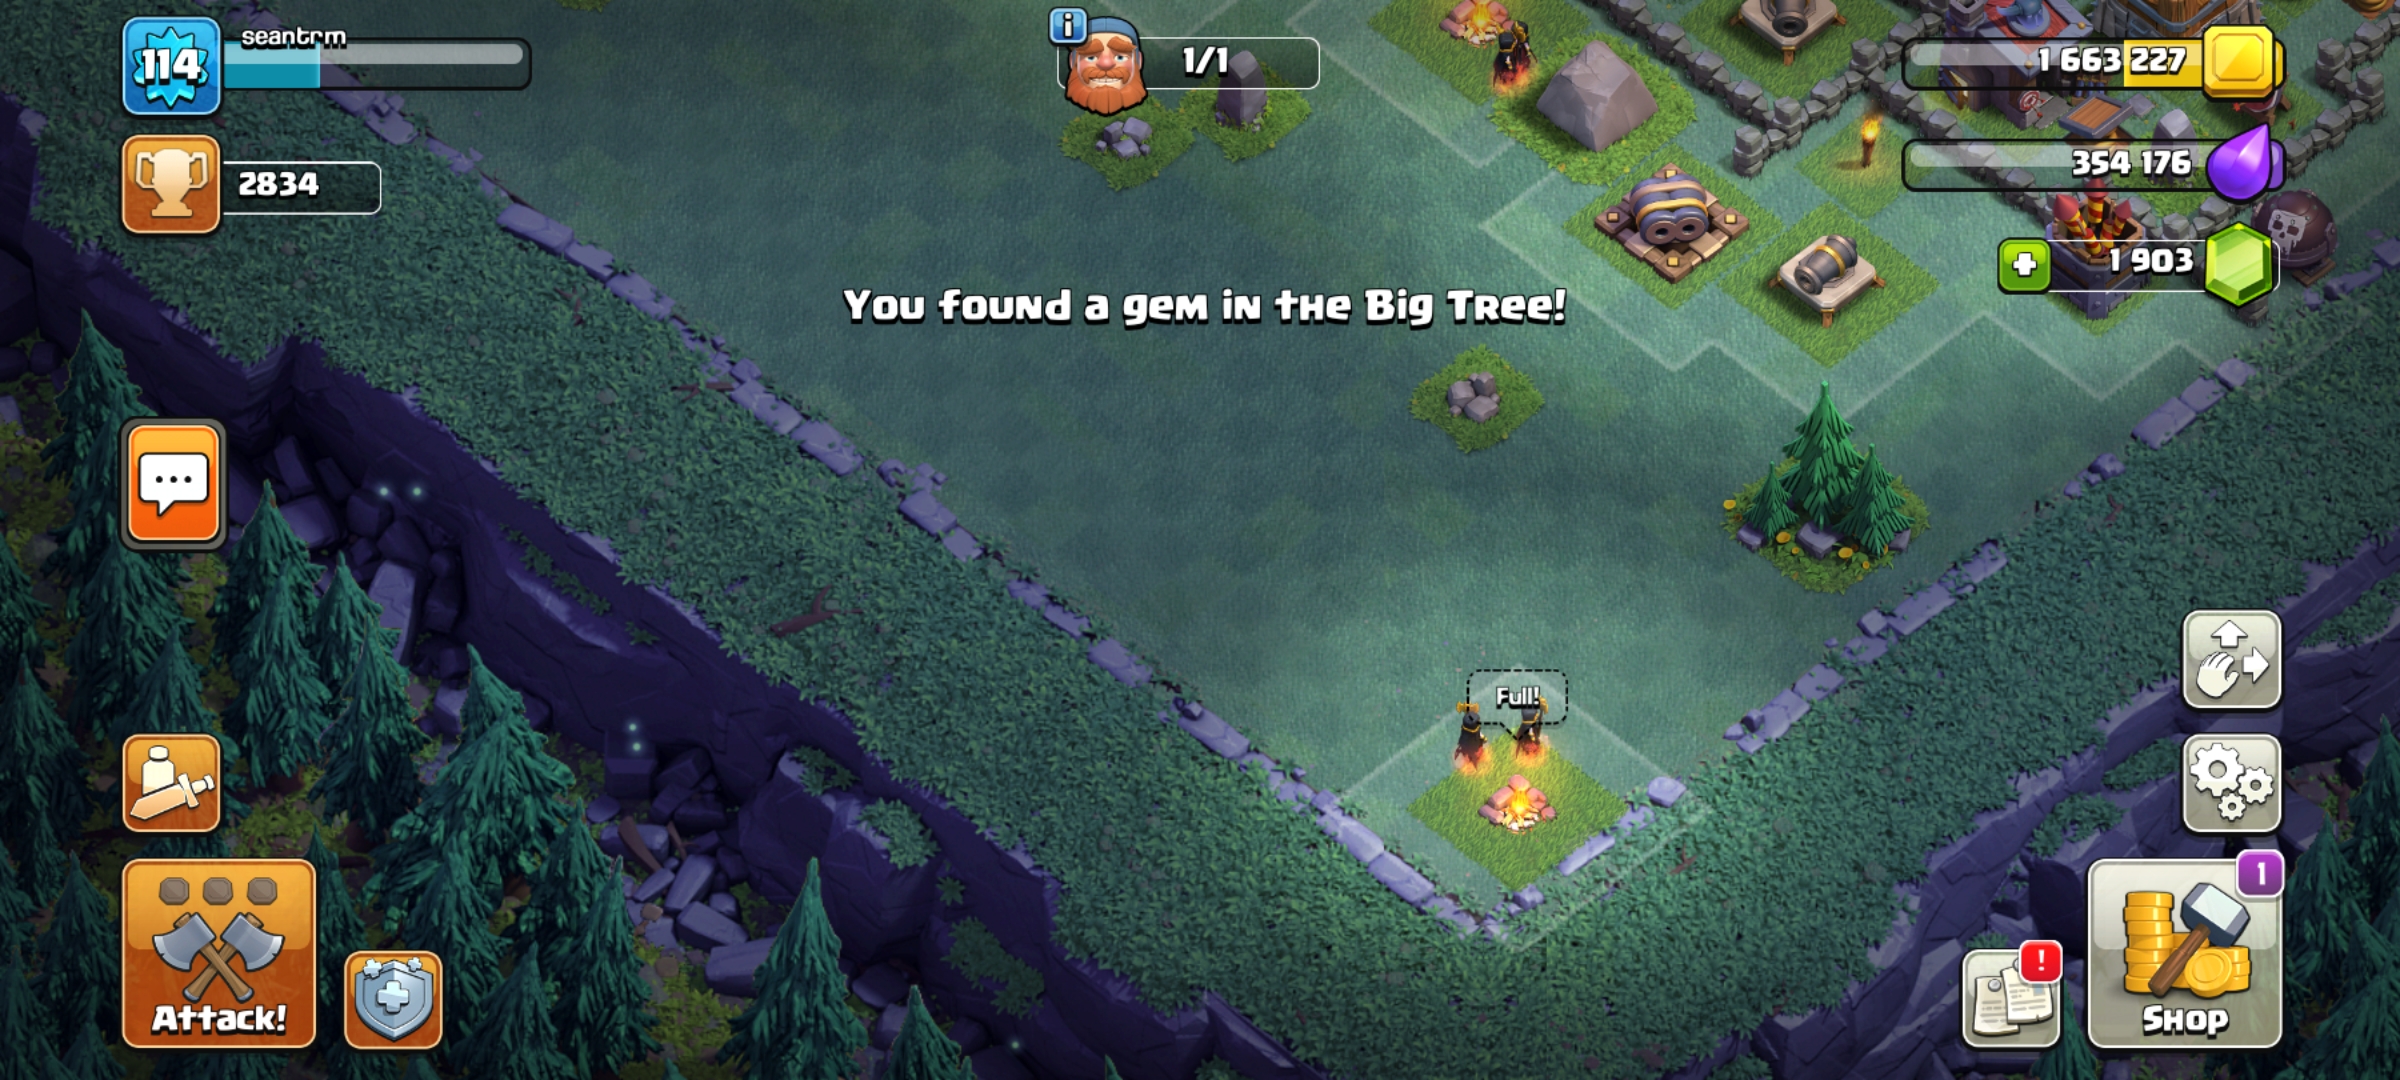 114
seantrm
1/1
1 663 227
2834
354 176
1 903
You found a gem in the Big Tree!
Full!
1
!
Attack!
Shop